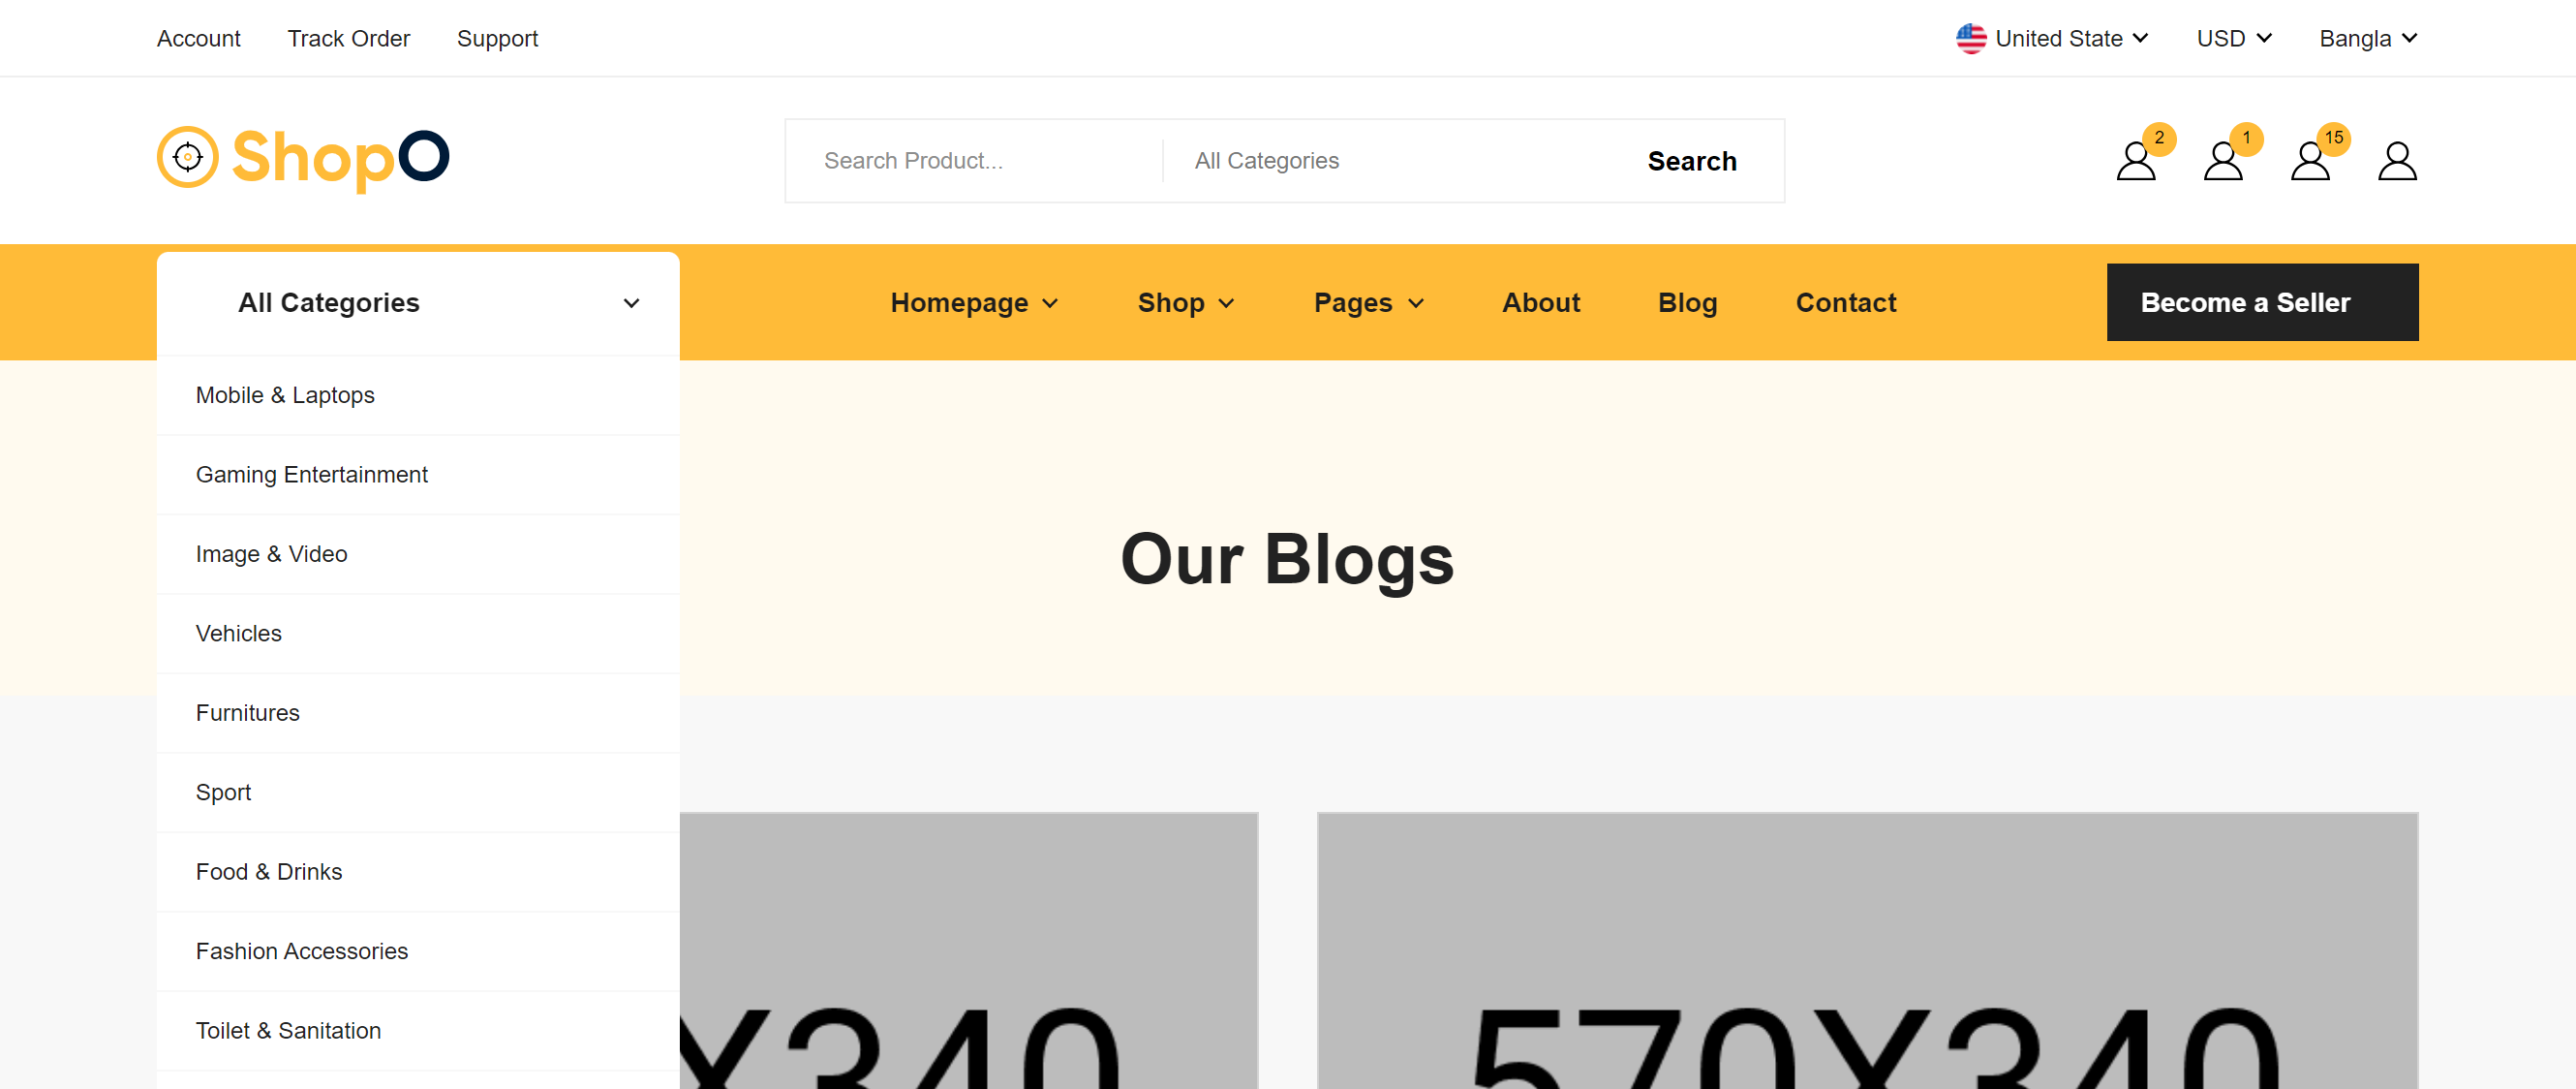 Account Track Order Support United State USD Bangla
2 1 15
ShopO Search Product... All Categories Search
All Categories Homepage Shop Pages About Blog Contact Become a Seller
Mobile & Laptops
Gaming Entertainment
Image & Video
Our Blogs
Vehicles
Furnitures
Sport
Food & Drinks
Fashion Accessories
Toilet & Sanitation
X340 570X340